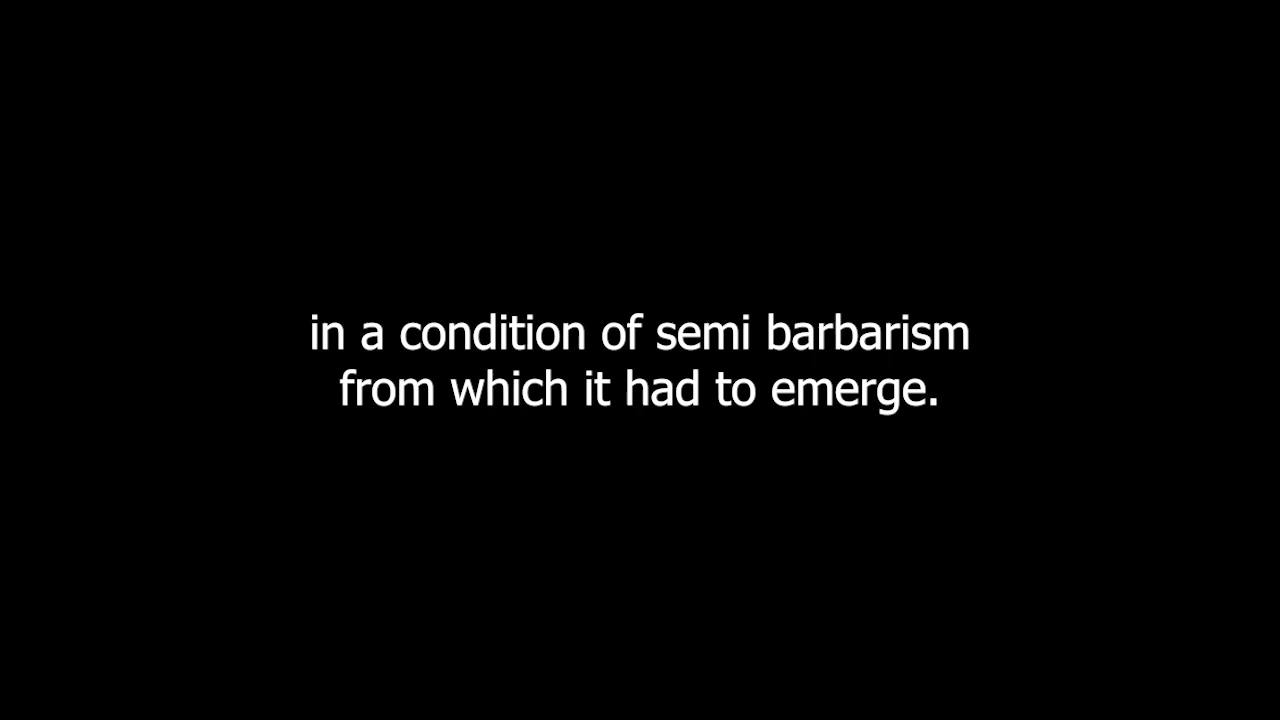 in a condition of semi barbarism
from which it had to emerge.